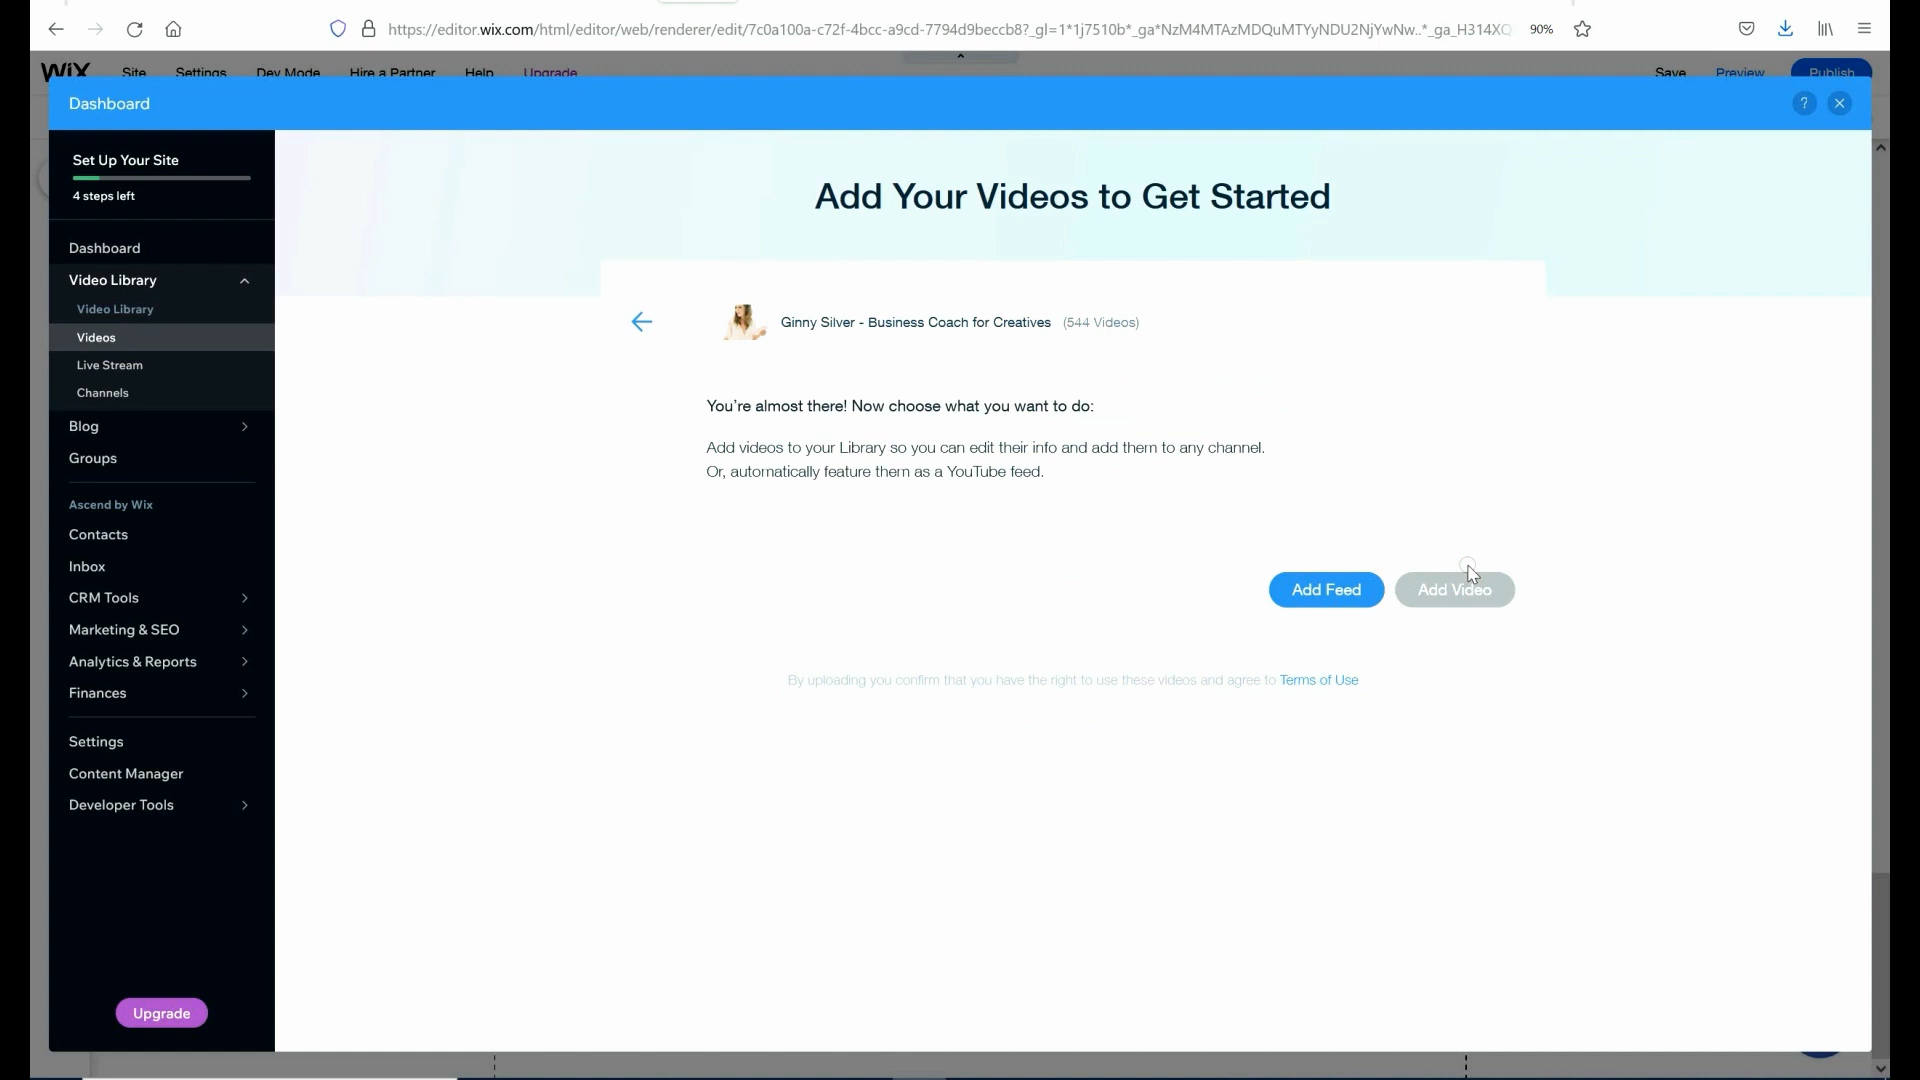 https://editor.wix.com/html/editor/web/renderer/edit/7c0a100a-c72f-4bcc-a9cd-7794d9beccb8?_gl=1*1j7510b*_ga*NzM4MTAzMDQuMTYyNDU2NjYwNw..*_ga_H314XQ
90%
WiX Site Settings Dev Mode Hire a Partner Help Upgrade Save Preview Publish
Dashboard
?
Set Up Your Site
4 steps left
Dashboard
Video Library
Video Library
Videos
Live Stream
Channels
Blog
Groups
Ascend by Wix
Contacts
Inbox
CRM Tools
Marketing & SEO
Analytics & Reports
Finances
Settings
Content Manager
Developer Tools
Upgrade
Add Your Videos to Get Started
Ginny Silver - Business Coach for Creatives (544 Videos)
You're almost there! Now choose what you want to do:
Add videos to your Library so you can edit their info and add them to any channel.
Or, automatically feature them as a YouTube feed.
Add Feed Add Video
By uploading you confirm that you have the right to use these videos and agree to Terms of Use